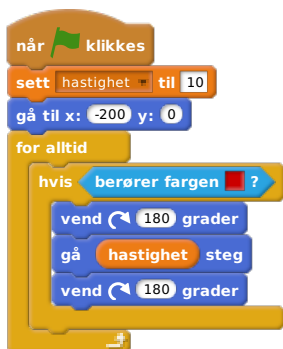 når klikkes
sett hastighet til 10
gå til x: -200 y: 0
for alltid
hvis berører fargen ?
vend 180 grader
gå hastighet steg
vend 180 grader